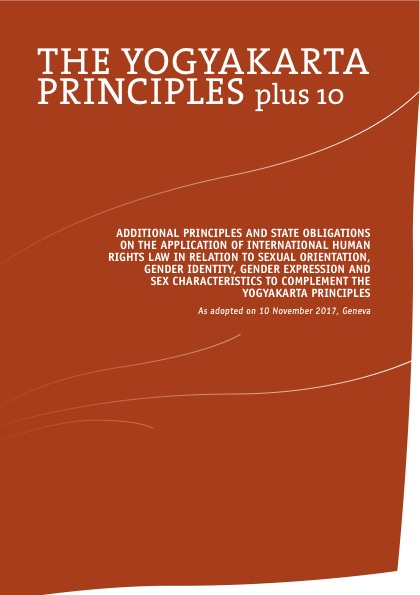 THE YOGYAKARTA
PRINCIPLES plus 10
ADDITIONAL PRINCIPLES AND STATE OBLIGATIONS
ON THE APPLICATION OF INTERNATIONAL HUMAN
RIGHTS LAW IN RELATION TO SEXUAL ORIENTATION,
GENDER IDENTITY, GENDER EXPRESSION AND
SEX CHARACTERISTICS TO COMPLEMENT THE
YOGYAKARTA PRINCIPLES
As adopted on 10 November 2017, Geneva